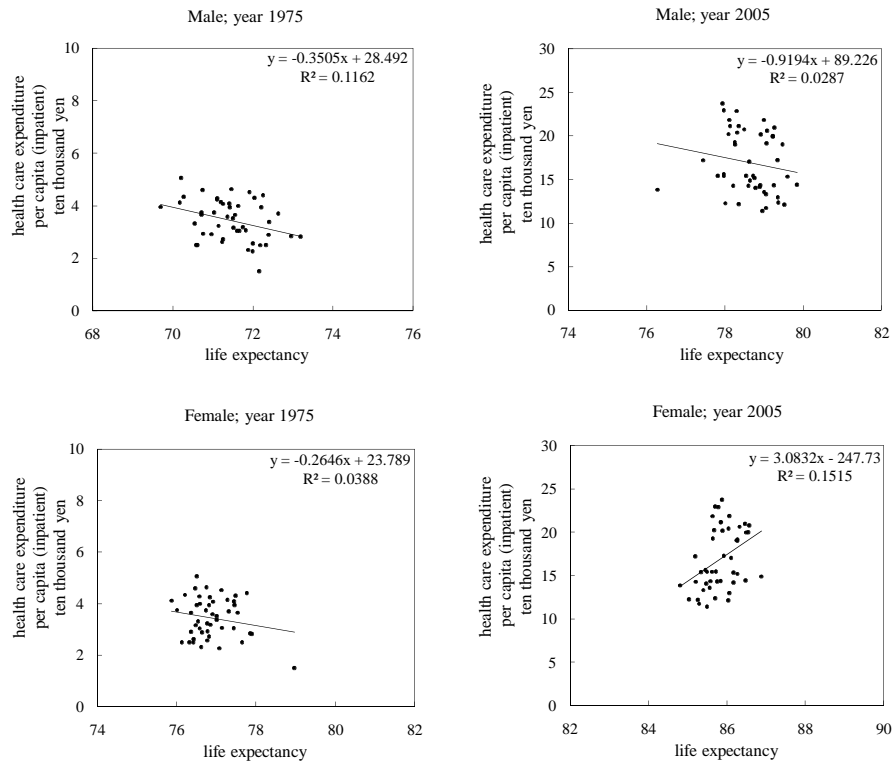 Male; year 1975
y = -0.3505x + 28.492
R² = 0.1162
health care expenditure
per capita (inpatient)
ten thousand yen
10
8
6
4
2
0
68 70 72 74 76
life expectancy
Male; year 2005
y = -0.9194x + 89.226
R² = 0.0287
health care expenditure
per capita (inpatient)
ten thousand yen
30
25
20
15
10
5
0
74 76 78 80 82
life expectancy
Female; year 1975
y = -0.2646x + 23.789
R² = 0.0388
health care expenditure
per capita (inpatient)
ten thousand yen
10
8
6
4
2
0
74 76 78 80 82
life expectancy
Female; year 2005
y = 3.0832x - 247.73
R² = 0.1515
health care expenditure
per capita (inpatient)
ten thousand yen
30
25
20
15
10
5
0
82 84 86 88 90
life expectancy